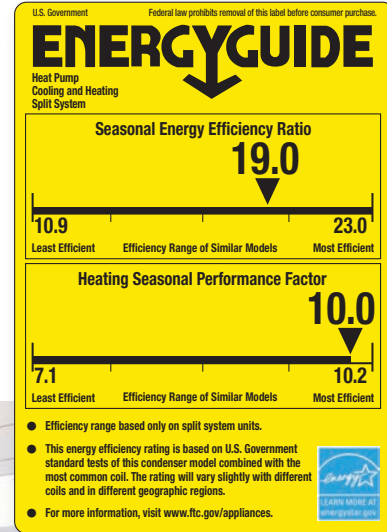 U.S. Government Federal law prohibits removal of this label before consumer purchase.
ENERGYGUIDE
Heat Pump
Cooling and Heating
Split System
Seasonal Energy Efficiency Ratio
19.0
10.9 23.0
Least Efficient Efficiency Range of Similar Models Most Efficient
Heating Seasonal Performance Factor
10.0
7.1 10.2
Least Efficient Efficiency Range of Similar Models Most Efficient
● Efficiency range based only on split system units.
● This energy efficiency rating is based on U.S. Government
standard tests of this condenser model combined with the
most common coil. The rating will vary slightly with different
coils and in different geographic regions.
● For more information, visit www.ftc.gov/appliances.
energy
LEARN MORE AT
energystar.gov